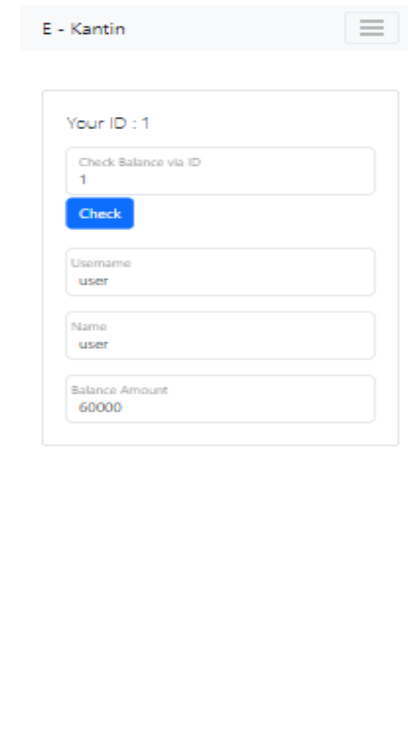 E - Kantin
Your ID : 1
Check Balance via ID
1
Check
Username
user
Name
user
Balance Amount
60000